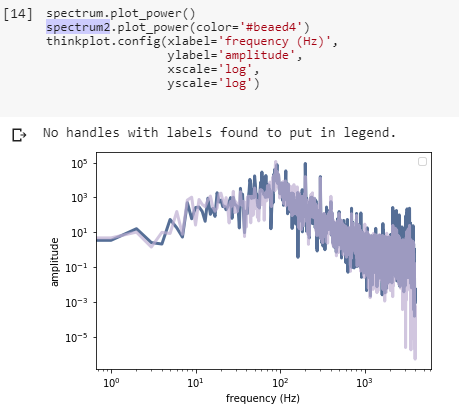 [14] spectrum.plot_power()
spectrum2.plot_power(color='#beaed4')
thinkplot.config(xlabel='frequency (Hz)',
ylabel='amplitude',
xscale='log',
yscale='log')
No handles with labels found to put in legend.
10⁵
10³
10¹
10⁻¹
10⁻³
10⁻⁵
amplitude
10⁰ 10¹ 10² 10³
frequency (Hz)